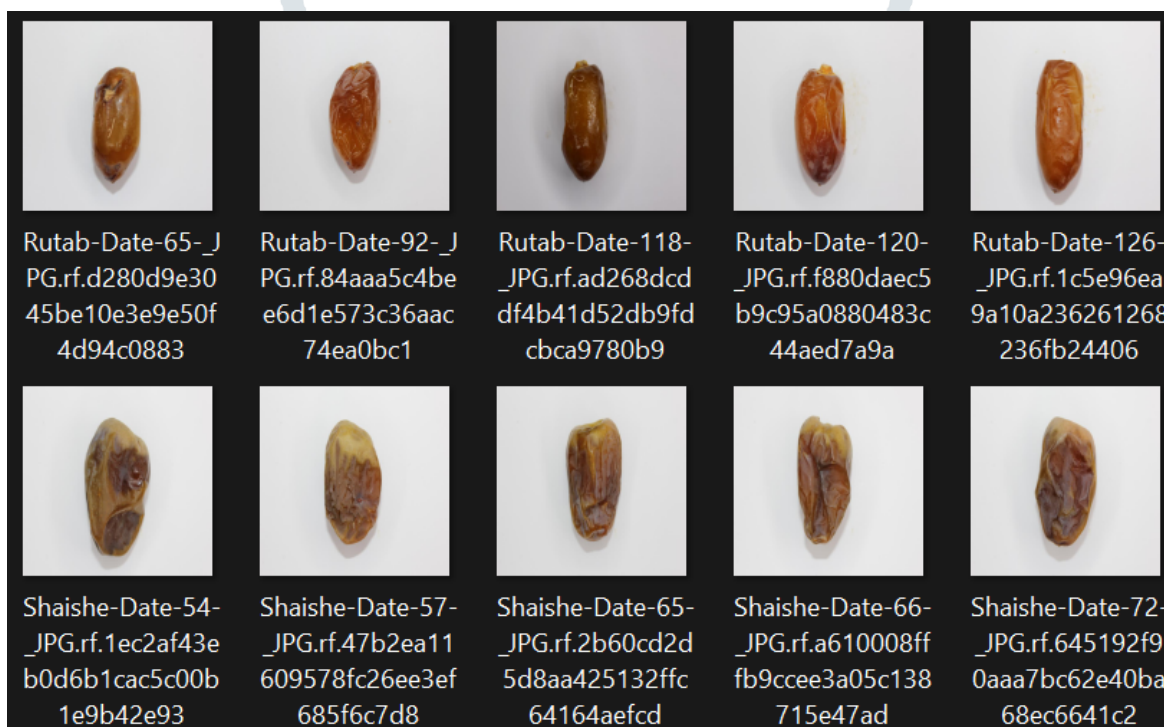 Rutab-Date-65-_J
PG.rf.d280d9e30
45be10e3e9e50f
4d94c0883
Rutab-Date-92-_J
PG.rf.84aaa5c4be
e6d1e573c36aac
74ea0bc1
Rutab-Date-118-
_JPG.rf.ad268dcd
df4b41d52db9fd
cbca9780b9
Rutab-Date-120-
_JPG.rf.f880daec5
b9c95a0880483c
44aed7a9a
Rutab-Date-126-
_JPG.rf.1c5e96ea
9a10a236261268
236fb24406
Shaishe-Date-54-
_JPG.rf.1ec2af43e
b0d6b1cac5c00b
1e9b42e93
Shaishe-Date-57-
_JPG.rf.47b2ea11
609578fc26ee3ef
685f6c7d8
Shaishe-Date-65-
_JPG.rf.2b60cd2d
5d8aa425132ffc
64164aefcd
Shaishe-Date-66-
_JPG.rf.a610008ff
fb9ccee3a05c138
715e47ad
Shaishe-Date-72-
_JPG.rf.645192f9
0aaa7bc62e40ba
68ec6641c2